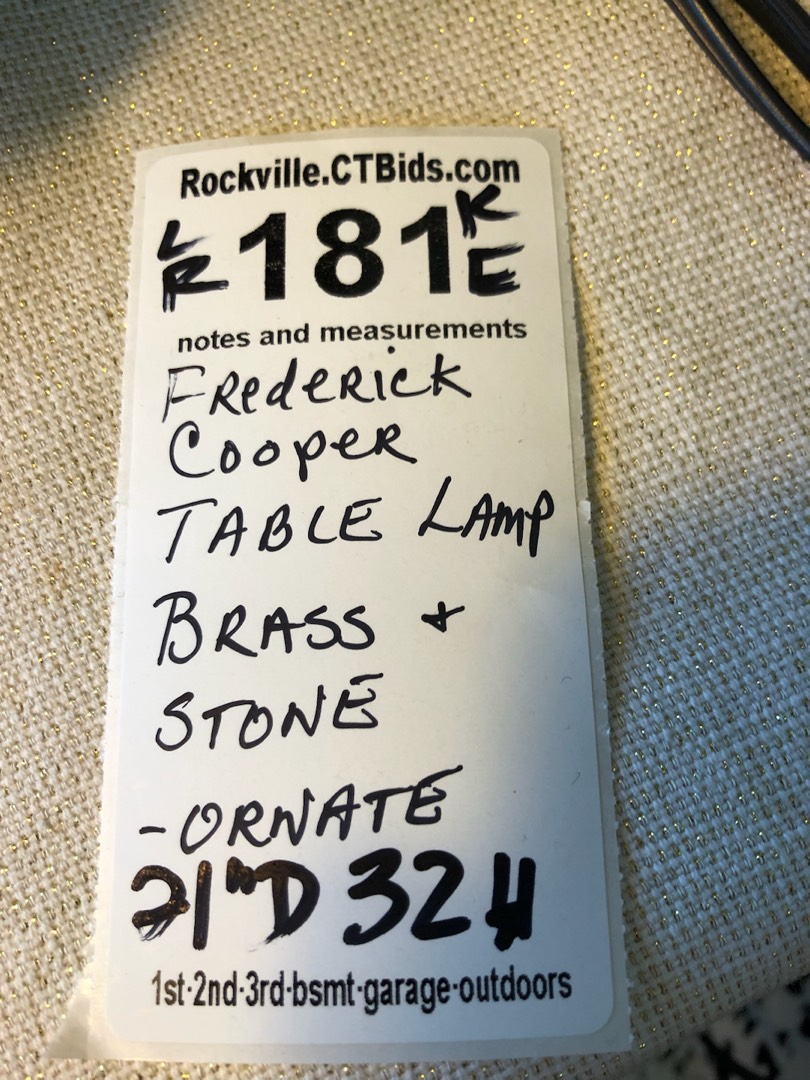 Rockville.CTBids.com
LR 181 KE
notes and measurements
FRedeRick
CoopeR
TABLE LAMP
BRASS +
STONE
-ORNATE
21"D 32H
1st·2nd·3rd·bsmt·garage·outdoors